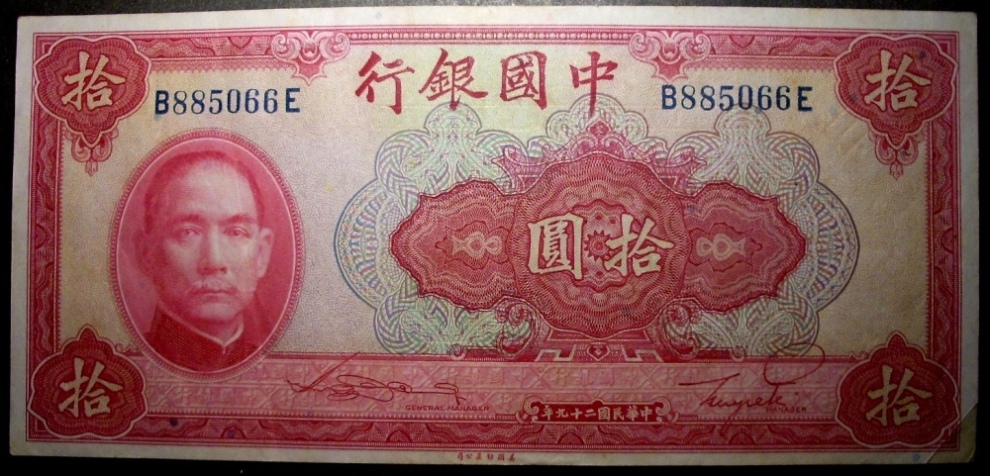 中國銀行
拾
拾
B885066E
B885066E
拾圓
GENERAL MANAGER
MANAGER
中華民國二十九年
拾
拾